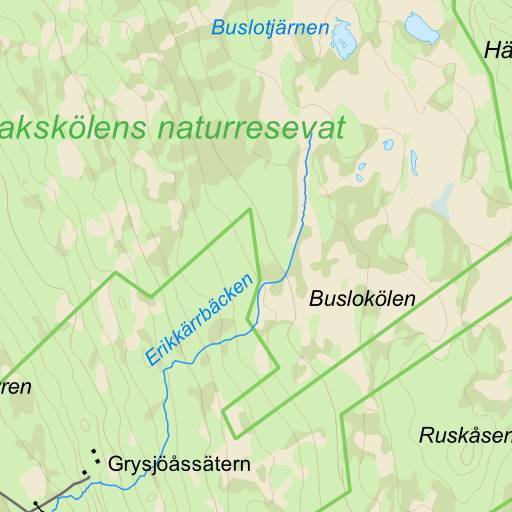 Buslotjärnen
Hä
akskölens naturresevat
Erikkärrbäcken
Buslokölen
ren
Ruskåsen
Grysjöåssätern